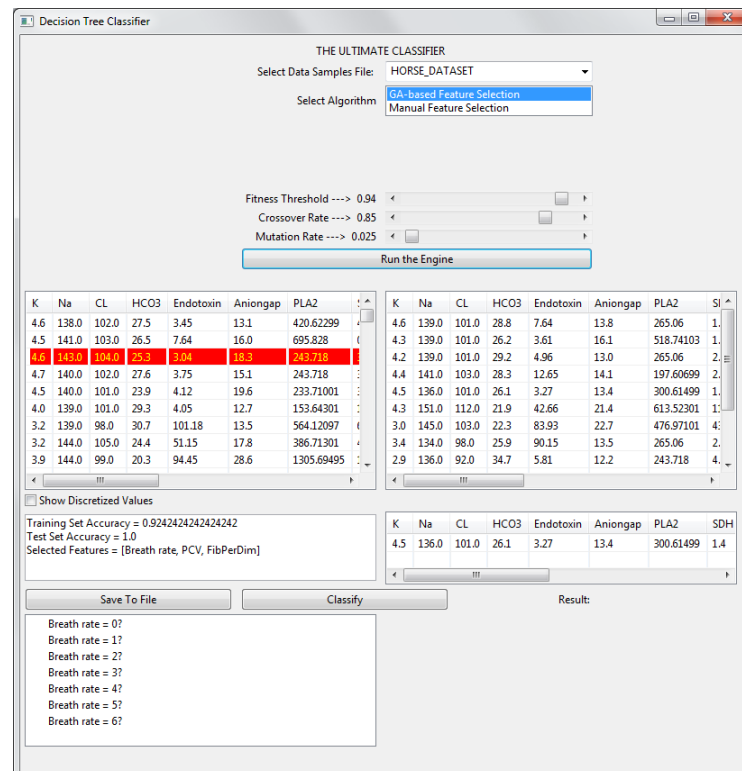 Decision Tree Classifier
THE ULTIMATE CLASSIFIER
Select Data Samples File: HORSE_DATASET
Select Algorithm GA-based Feature Selection
Manual Feature Selection
Fitness Threshold ---> 0.94
Crossover Rate ---> 0.85
Mutation Rate ---> 0.025
Run the Engine
K Na CL HCO3 Endotoxin Aniongap PLA2
4.6 138.0 102.0 27.5 3.45 13.1 420.62299
4.5 141.0 103.0 26.5 7.64 16.0 695.828
4.6 143.0 104.0 25.3 3.04 18.3 243.718
4.7 140.0 102.0 27.6 3.75 15.1 243.718
4.5 140.0 101.0 23.9 4.12 19.6 233.71001
4.0 139.0 101.0 29.3 4.05 12.7 153.64301
3.2 139.0 98.0 30.7 101.18 13.5 564.12097
3.2 144.0 105.0 24.4 51.15 17.8 386.71301
3.9 144.0 99.0 20.3 94.45 28.6 1305.69495
K Na CL HCO3 Endotoxin Aniongap PLA2
4.6 139.0 101.0 28.8 7.64 13.8 265.06 1.
4.3 139.0 101.0 26.2 3.61 16.1 518.74103 1.
4.2 139.0 101.0 29.2 4.96 13.0 265.06 2.
4.4 141.0 103.0 28.3 12.65 14.1 197.60699 2.
4.5 136.0 101.0 26.1 3.27 13.4 300.61499 1.
4.3 151.0 112.0 21.9 42.66 21.4 613.52301
3.0 145.0 103.0 22.3 83.93 22.7 476.97101
3.4 134.0 98.0 25.9 90.15 13.5 265.06 2.
2.9 136.0 92.0 34.7 5.81 12.2 243.718 4.
Show Discretized Values
Training Set Accuracy = 0.9242424242424242
Test Set Accuracy = 1.0
Selected Features = [Breath rate, PCV, FibPerDim]
K Na CL HCO3 Endotoxin Aniongap PLA2 SDH
4.5 136.0 101.0 26.1 3.27 13.4 300.61499 1.4
Save To File Classify Result:
Breath rate = 0?
Breath rate = 1?
Breath rate = 2?
Breath rate = 3?
Breath rate = 4?
Breath rate = 5?
Breath rate = 6?